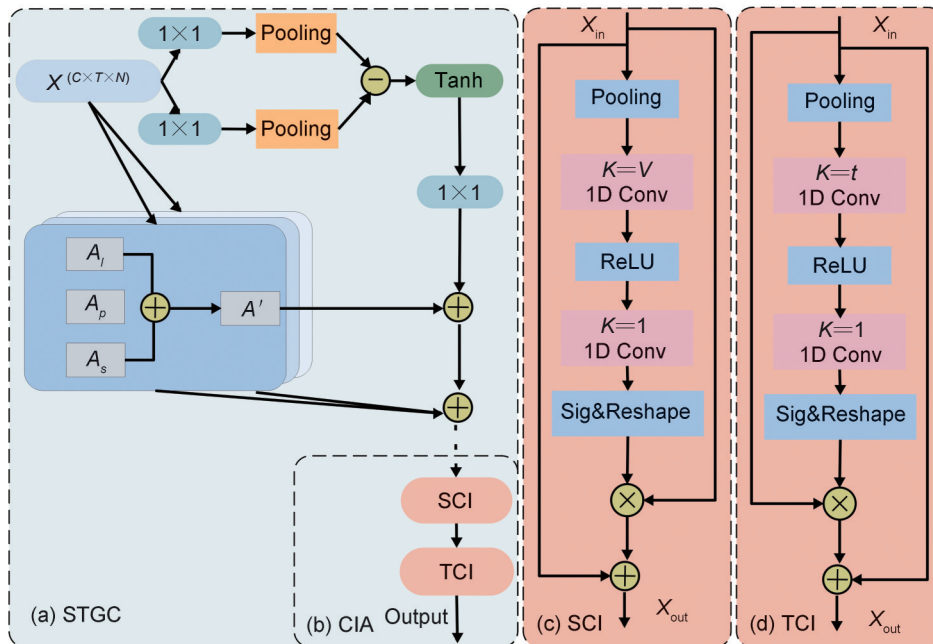 1×1
Pooling
X^(C×T×N)
−
Tanh
1×1
Pooling
1×1
A_l
A_p
+
A′
+
A_s
+
SCI
TCI
Output
(a) STGC
(b) CIA
X_in
Pooling
K=V
1D Conv
ReLU
K=1
1D Conv
Sig&Reshape
×
+
X_out
(c) SCI
X_in
Pooling
K=t
1D Conv
ReLU
K=1
1D Conv
Sig&Reshape
×
+
X_out
(d) TCI